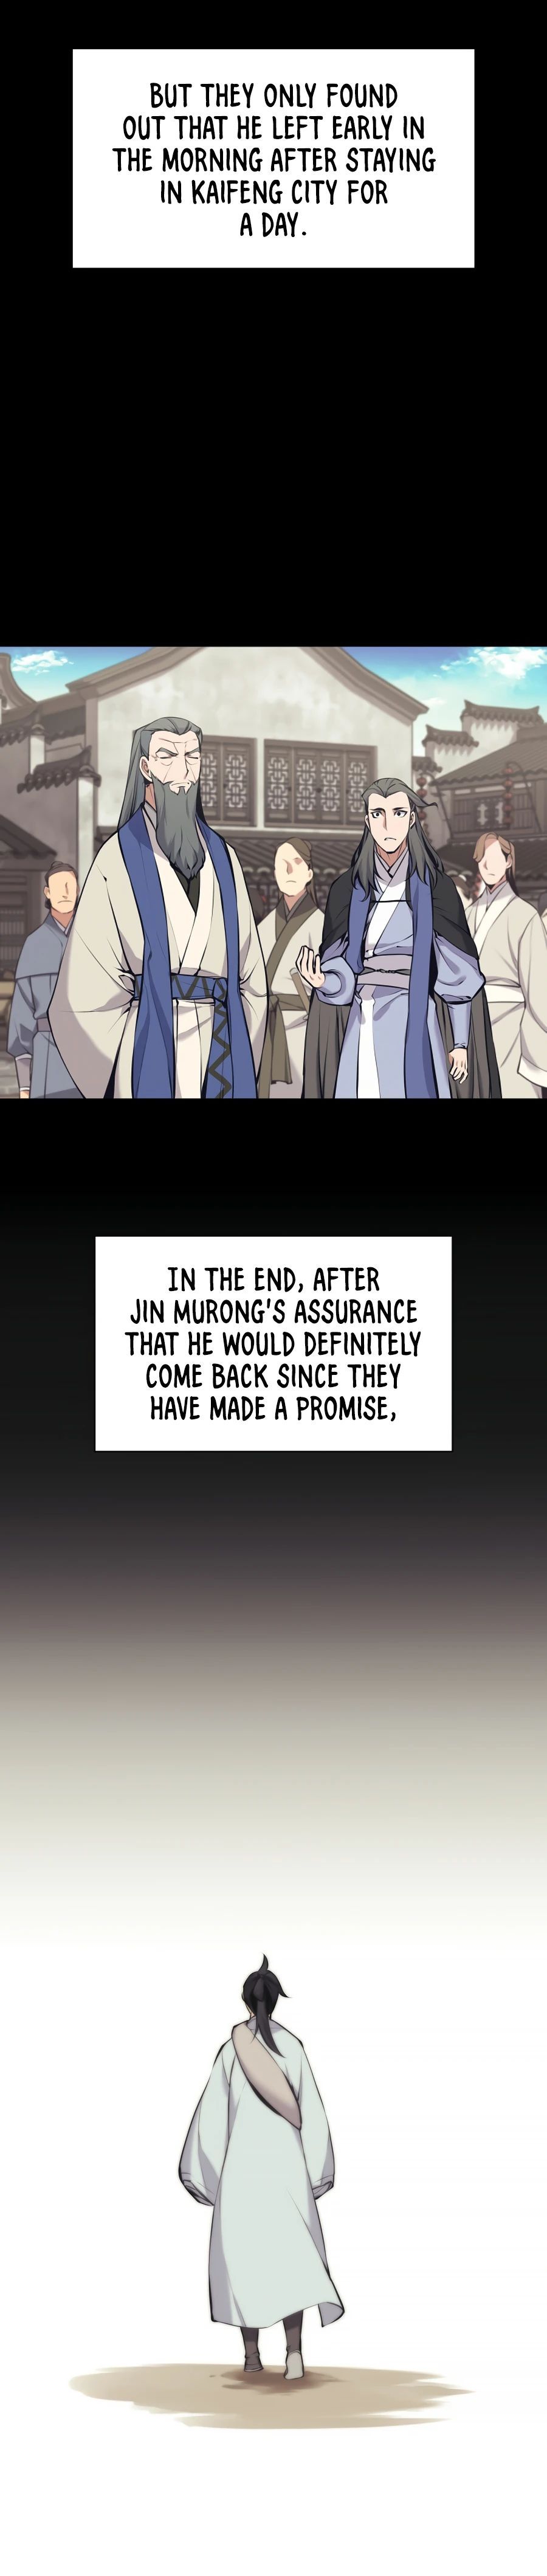 BUT THEY ONLY FOUND
OUT THAT HE LEFT EARLY IN
THE MORNING AFTER STAYING
IN KAIFENG CITY FOR
A DAY.
IN THE END, AFTER
JIN MURONG'S ASSURANCE
THAT HE WOULD DEFINITELY
COME BACK SINCE THEY
HAVE MADE A PROMISE,